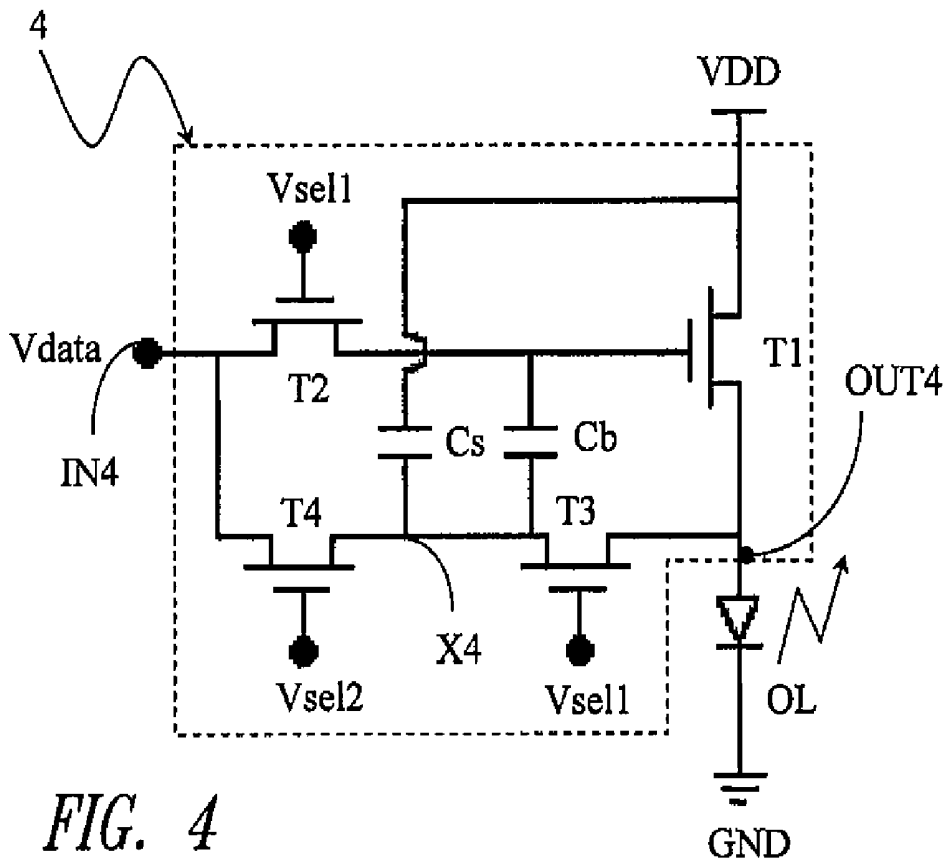 4
VDD
Vsel1
Vdata
T2
T1
OUT4
IN4
Cs
Cb
T4
T3
X4
Vsel2
Vsel1
OL
FIG. 4
GND